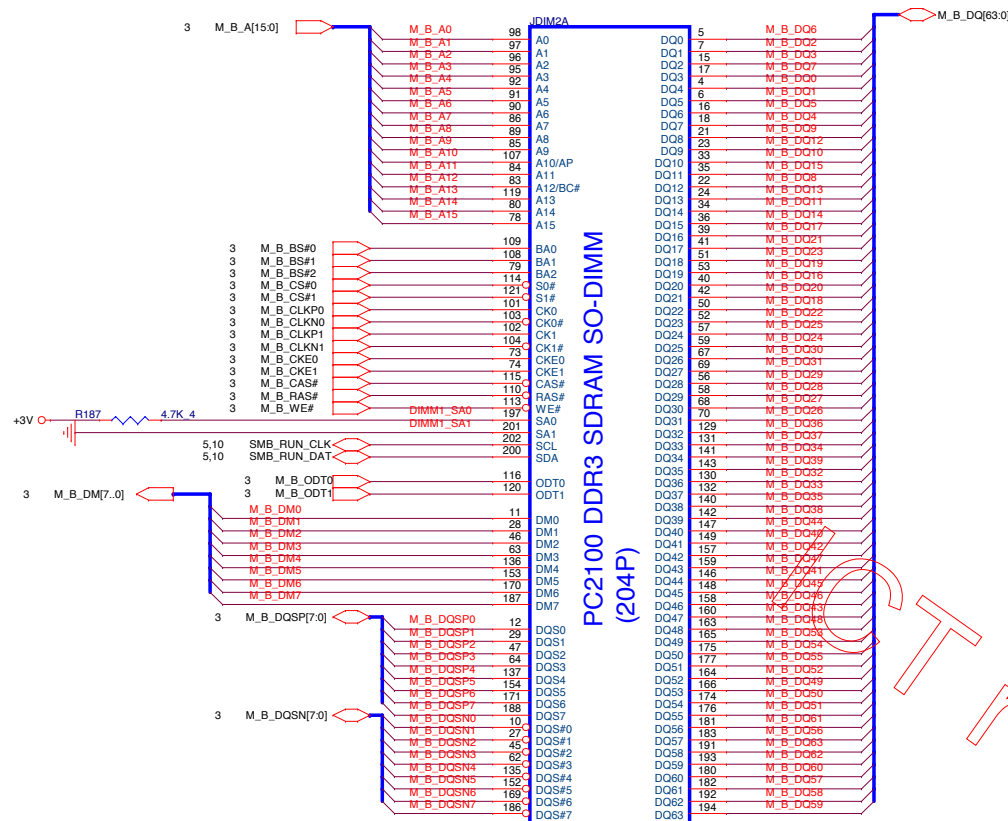 JDIM2A
3 M_B_A[15:0]
M_B_A0 98 A0
M_B_A1 97 A1
M_B_A2 96 A2
M_B_A3 95 A3
M_B_A4 92 A4
M_B_A5 91 A5
M_B_A6 90 A6
M_B_A7 86 A7
M_B_A8 89 A8
M_B_A9 85 A9
M_B_A10 107 A10/AP
M_B_A11 84 A11
M_B_A12 83 A12/BC#
M_B_A13 119 A13
M_B_A14 80 A14
M_B_A15 78 A15
3 M_B_BS#0 109 BA0
3 M_B_BS#1 108 BA1
3 M_B_BS#2 79 BA2
3 M_B_CS#0 114 S0#
3 M_B_CS#1 121 S1#
3 M_B_CLKP0 101 CK0
3 M_B_CLKN0 103 CK0#
3 M_B_CLKP1 102 CK1
3 M_B_CLKN1 104 CK1#
3 M_B_CKE0 73 CKE0
3 M_B_CKE1 74 CKE1
3 M_B_CAS# 115 CAS#
3 M_B_RAS# 110 RAS#
3 M_B_WE# 113 WE#
+3V R187 4.7K_4 DIMM1_SA0 197 SA0
DIMM1_SA1 201 SA1
5,10 SMB_RUN_CLK 202 SCL
5,10 SMB_RUN_DAT 200 SDA
3 M_B_ODT0 116 ODT0
3 M_B_ODT1 120 ODT1
3 M_B_DM[7..0]
M_B_DM0 11 DM0
M_B_DM1 28 DM1
M_B_DM2 46 DM2
M_B_DM3 63 DM3
M_B_DM4 136 DM4
M_B_DM5 153 DM5
M_B_DM6 170 DM6
M_B_DM7 187 DM7
3 M_B_DQSP[7:0]
M_B_DQSP0 12 DQS0
M_B_DQSP1 29 DQS1
M_B_DQSP2 47 DQS2
M_B_DQSP3 64 DQS3
M_B_DQSP4 137 DQS4
M_B_DQSP5 154 DQS5
M_B_DQSP6 171 DQS6
M_B_DQSP7 188 DQS7
3 M_B_DQSN[7:0]
M_B_DQSN0 10 DQS#0
M_B_DQSN1 27 DQS#1
M_B_DQSN2 45 DQS#2
M_B_DQSN3 62 DQS#3
M_B_DQSN4 135 DQS#4
M_B_DQSN5 152 DQS#5
M_B_DQSN6 169 DQS#6
M_B_DQSN7 186 DQS#7
PC2100 DDR3 SDRAM SO-DIMM
(204P)
M_B_DQ[63:0]
DQ0 5 M_B_DQ6
DQ1 7 M_B_DQ2
DQ2 15 M_B_DQ3
DQ3 17 M_B_DQ7
DQ4 4 M_B_DQ0
DQ5 6 M_B_DQ1
DQ6 16 M_B_DQ5
DQ7 18 M_B_DQ4
DQ8 21 M_B_DQ9
DQ9 23 M_B_DQ12
DQ10 33 M_B_DQ10
DQ11 35 M_B_DQ15
DQ12 22 M_B_DQ8
DQ13 24 M_B_DQ13
DQ14 34 M_B_DQ11
DQ15 36 M_B_DQ14
DQ16 39 M_B_DQ17
DQ17 41 M_B_DQ21
DQ18 51 M_B_DQ23
DQ19 53 M_B_DQ19
DQ20 40 M_B_DQ16
DQ21 42 M_B_DQ20
DQ22 50 M_B_DQ18
DQ23 52 M_B_DQ22
DQ24 57 M_B_DQ25
DQ25 59 M_B_DQ24
DQ26 67 M_B_DQ30
DQ27 69 M_B_DQ31
DQ28 56 M_B_DQ29
DQ29 58 M_B_DQ28
DQ30 68 M_B_DQ27
DQ31 70 M_B_DQ26
DQ32 129 M_B_DQ36
DQ33 131 M_B_DQ37
DQ34 141 M_B_DQ34
DQ35 143 M_B_DQ39
DQ36 130 M_B_DQ32
DQ37 132 M_B_DQ33
DQ38 140 M_B_DQ35
DQ39 142 M_B_DQ38
DQ40 147 M_B_DQ44
DQ41 149 M_B_DQ40
DQ42 157 M_B_DQ42
DQ43 159 M_B_DQ47
DQ44 146 M_B_DQ41
DQ45 148 M_B_DQ45
DQ46 158 M_B_DQ46
DQ47 160 M_B_DQ43
DQ48 163 M_B_DQ48
DQ49 165 M_B_DQ53
DQ50 175 M_B_DQ54
DQ51 177 M_B_DQ55
DQ52 164 M_B_DQ52
DQ53 166 M_B_DQ49
DQ54 174 M_B_DQ50
DQ55 176 M_B_DQ51
DQ56 181 M_B_DQ61
DQ57 183 M_B_DQ56
DQ58 191 M_B_DQ63
DQ59 193 M_B_DQ62
DQ60 180 M_B_DQ60
DQ61 182 M_B_DQ57
DQ62 192 M_B_DQ58
DQ63 194 M_B_DQ59